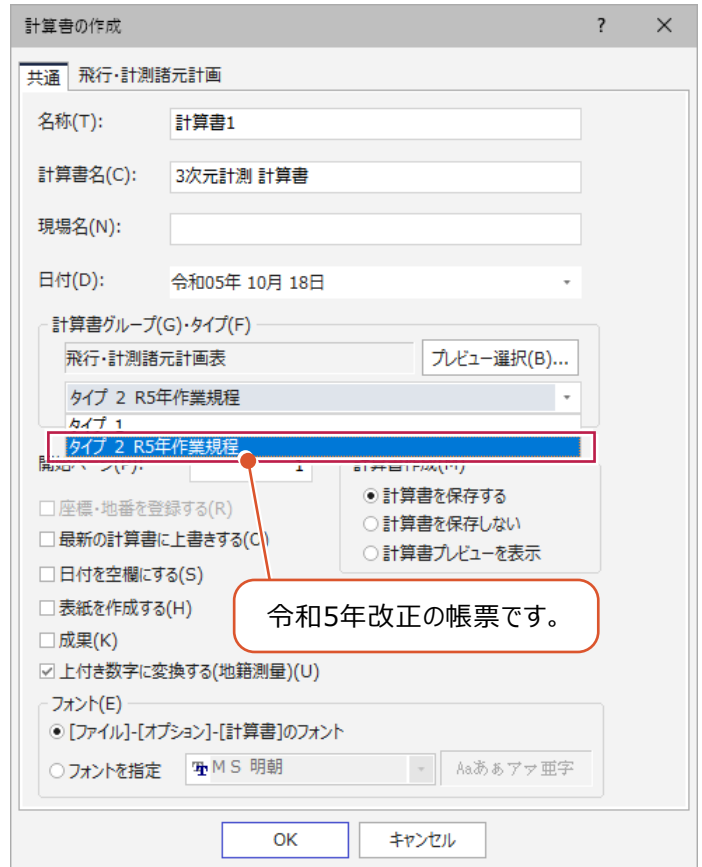 計算書の作成 ? ×
共通 飛行・計測諸元計画
名称(T): 計算書1
計算書名(C): 3次元計測 計算書
現場名(N):
日付(D): 令和05年 10月 18日
計算書グループ(G)・タイプ(F)
飛行・計測諸元計画表 プレビュー選択(B)...
タイプ 2 R5年作業規程
タイプ 1
タイプ 2 R5年作業規程
開始ページ(P): 1 計算書作成(M)
計算書を保存する
座標・地番を登録する(R)
計算書を保存しない
最新の計算書に上書きする(O)
計算書プレビューを表示
日付を空欄にする(S)
令和5年改正の帳票です。
表紙を作成する(H)
成果(K)
上付き数字に変換する(地籍測量)(U)
フォント(E)
[ファイル]-[オプション]-[計算書]のフォント
フォントを指定 MS 明朝 Aaあぁアァ亜宇
OK キャンセル